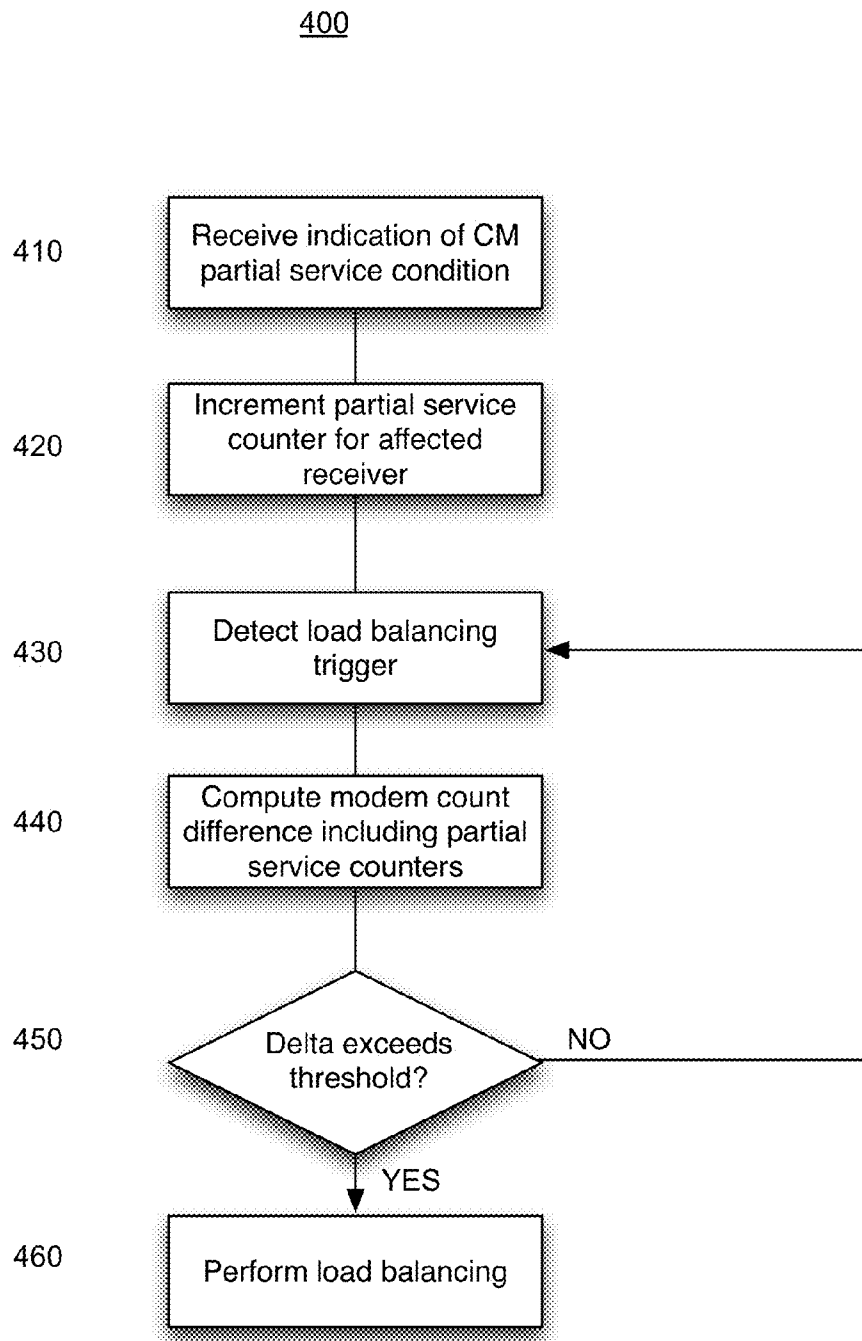 400
410
Receive indication of CM
partial service condition
420
Increment partial service
counter for affected
receiver
430
Detect load balancing
trigger
440
Compute modem count
difference including partial
service counters
450
Delta exceeds
threshold?
NO
YES
460
Perform load balancing